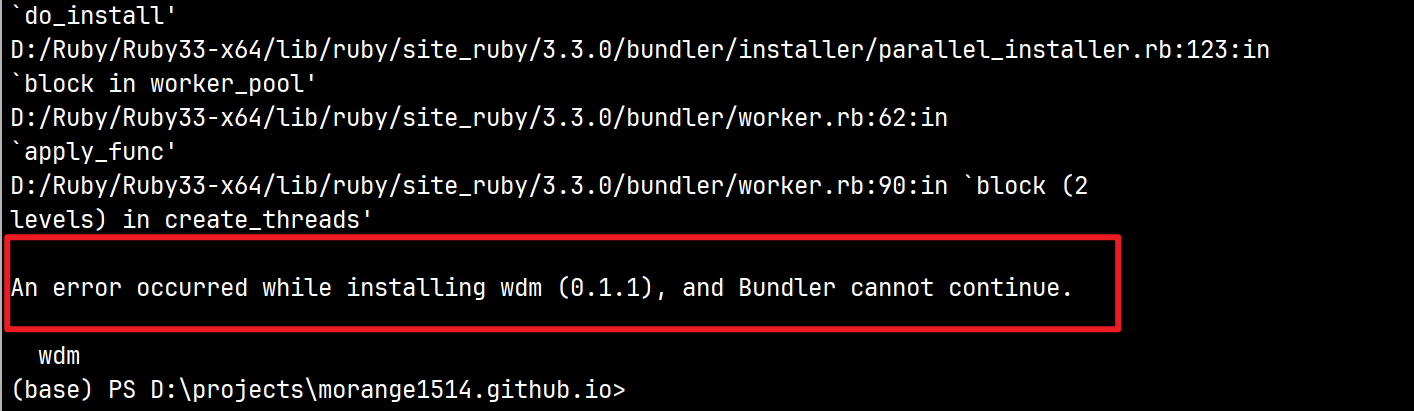 `do_install'
D:/Ruby/Ruby33-x64/lib/ruby/site_ruby/3.3.0/bundler/installer/parallel_installer.rb:123:in
`block in worker_pool'
D:/Ruby/Ruby33-x64/lib/ruby/site_ruby/3.3.0/bundler/worker.rb:62:in
`apply_func'
D:/Ruby/Ruby33-x64/lib/ruby/site_ruby/3.3.0/bundler/worker.rb:90:in `block (2
levels) in create_threads'
An error occurred while installing wdm (0.1.1), and Bundler cannot continue.
wdm
(base) PS D:\projects\morange1514.github.io>